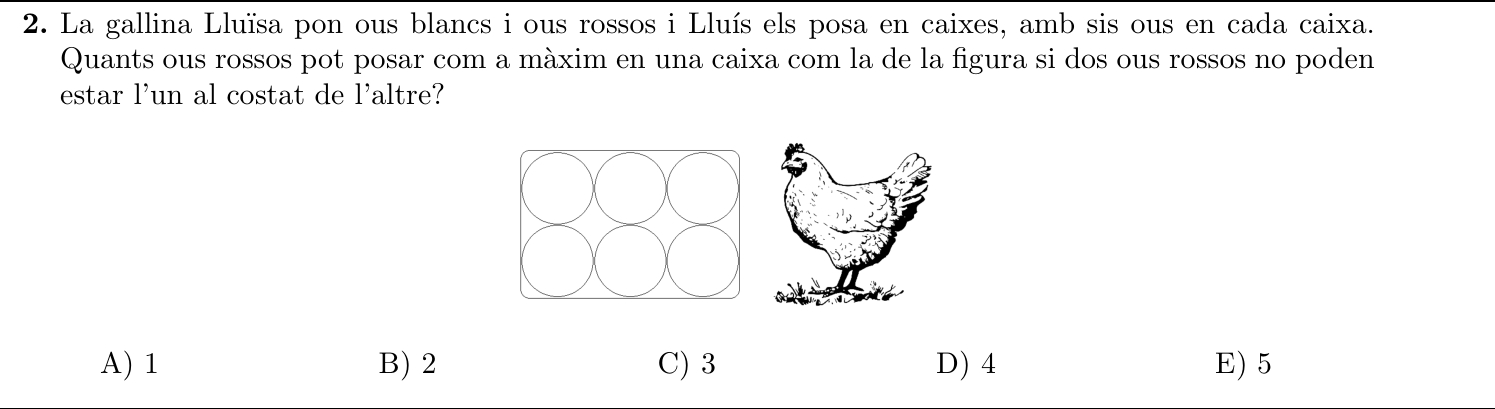 2. La gallina Lluïsa pon ous blancs i ous rossos i Lluís els posa en caixes, amb sis ous en cada caixa.
Quants ous rossos pot posar com a màxim en una caixa com la de la figura si dos ous rossos no poden
estar l'un al costat de l'altre?
A) 1 B) 2 C) 3 D) 4 E) 5